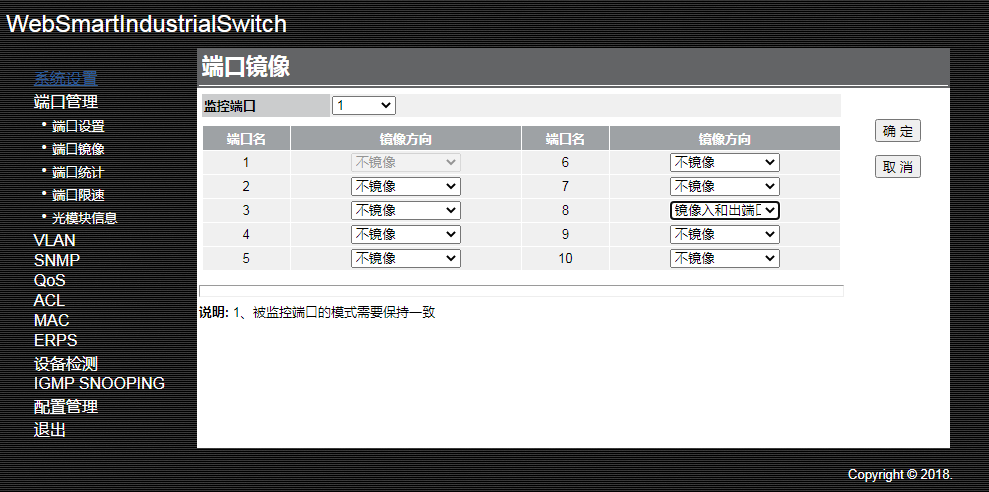 WebSmartIndustrialSwitch
系统设置
端口管理
• 端口设置
• 端口镜像
• 端口统计
• 端口限速
• 光模块信息
VLAN
SNMP
QoS
ACL
MAC
ERPS
设备检测
IGMP SNOOPING
配置管理
退出
端口镜像
监控端口 1
端口名 镜像方向 端口名 镜像方向
1 不镜像 6 不镜像
2 不镜像 7 不镜像
3 不镜像 8 镜像入和出端
4 不镜像 9 不镜像
5 不镜像 10 不镜像
确 定
取 消
说明: 1、被监控端口的模式需要保持一致
Copyright © 2018.